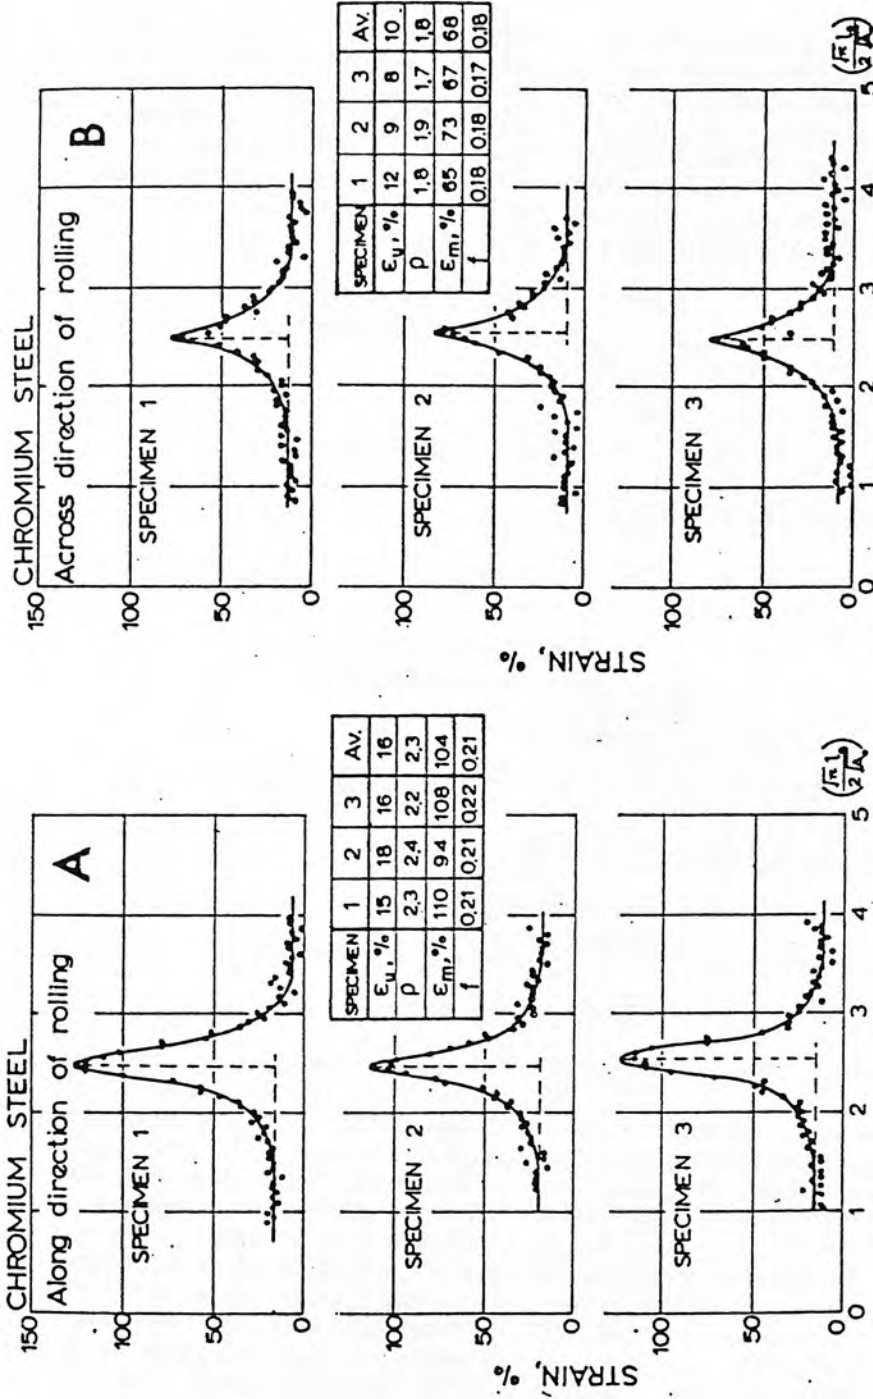 CHROMIUM STEEL
Along direction of rolling
A
150
100
50
0
SPECIMEN 1
SPECIMEN 1 2 3 Av.
εu, % 15 18 16 16
ρ 2,3 2,4 2,2 2,3
εm, % 110 94 108 104
f 0,21 0,21 0,22 0,21
100
50
0
SPECIMEN 2
100
50
0
SPECIMEN 3
STRAIN, %
0 1 2 3 4 5
CHROMIUM STEEL
Across direction of rolling
B
150
100
50
0
SPECIMEN 1
SPECIMEN 1 2 3 Av.
εu, % 12 9 8 10
ρ 1,8 1,9 1,7 1,8
εm, % 65 73 67 68
f 0,18 0,18 0,17 0,18
100
50
0
SPECIMEN 2
100
50
0
SPECIMEN 3
STRAIN, %
0 1 2 3 4 5